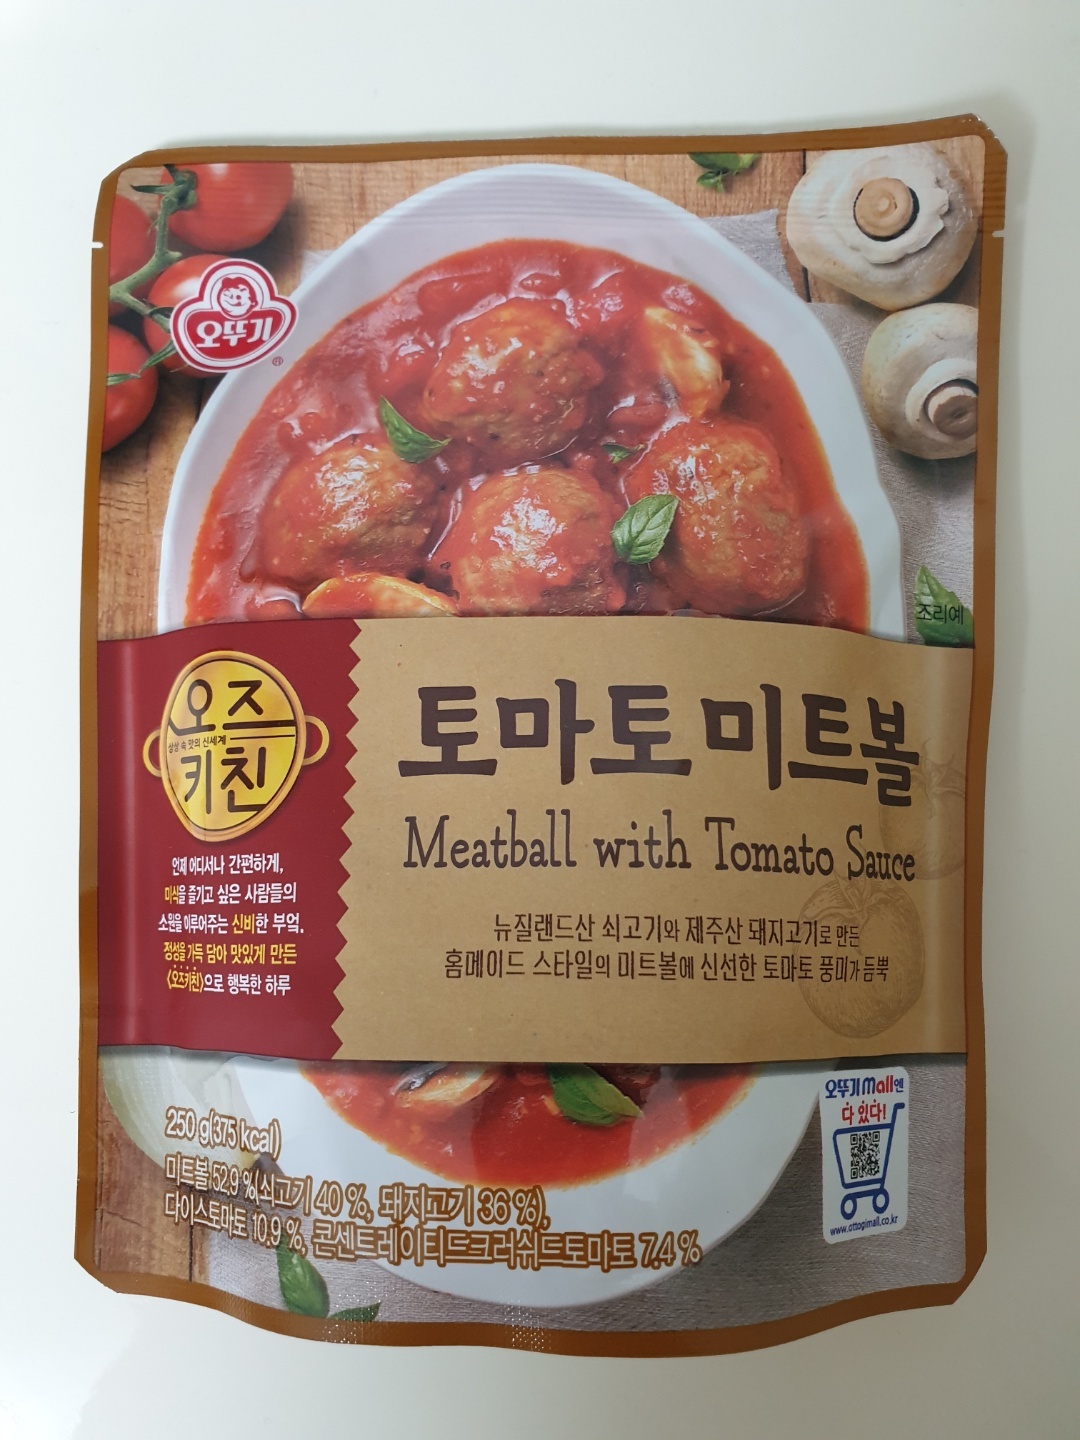 오뚜기
®
조리예
오즈
상상 속 맛의 신세계
키친
언제 어디서나 간편하게,
미식을 즐기고 싶은 사람들의
소원을 이루어주는 신비한 부엌.
정성을 가득 담아 맛있게 만든
<오즈키친>으로 행복한 하루
토마토 미트볼
Meatball with Tomato Sauce
뉴질랜드산 쇠고기와 제주산 돼지고기로 만든
홈메이드 스타일의 미트볼에 신선한 토마토 풍미가 듬뿍
오뚜기mall엔
다 있다!
www.ottogimall.co.kr
250 g(375 kcal)
미트볼 52.9 %(쇠고기 40 %, 돼지고기 36 %),
다이스토마토 10.9 %, 콘센트레이티드크러쉬드토마토 7.4 %